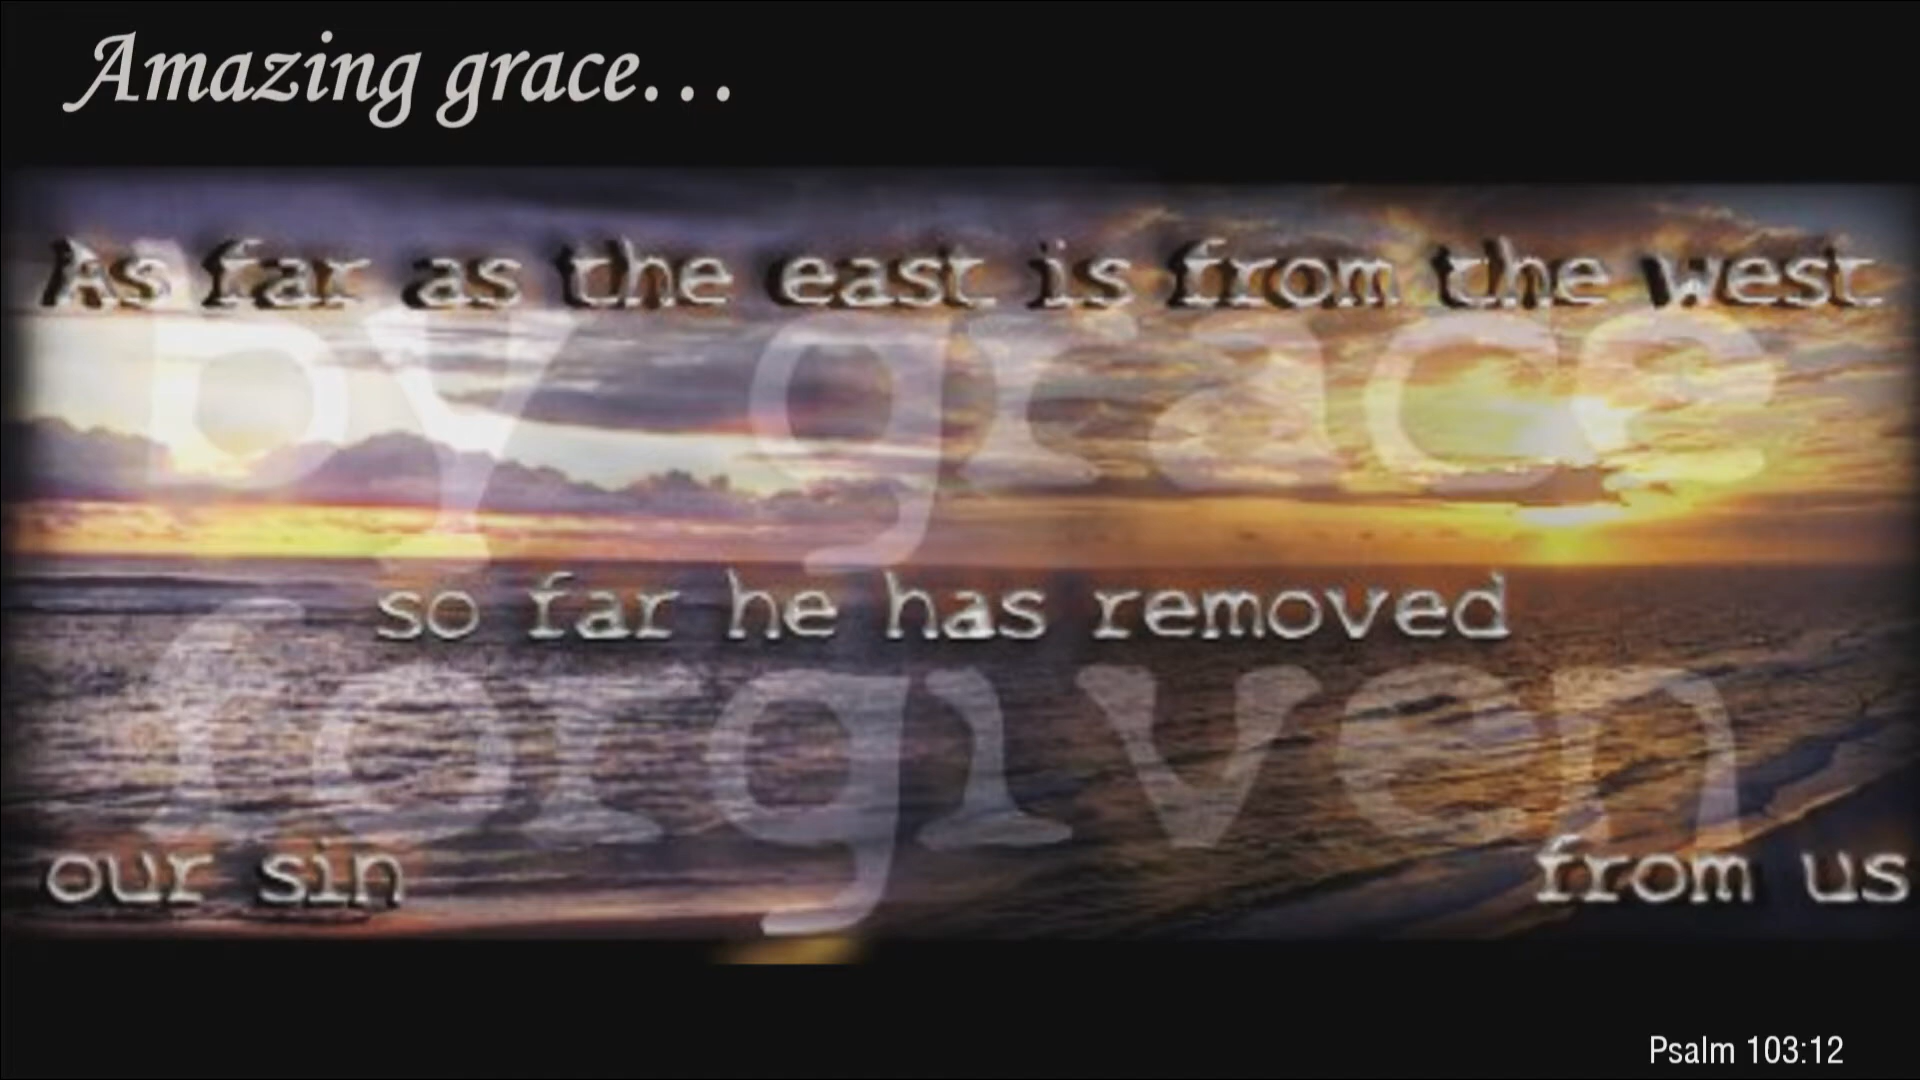 Amazing grace…
As far as the east is from the west
by grace
so far he has removed
forgiven
our sin from us
Psalm 103:12